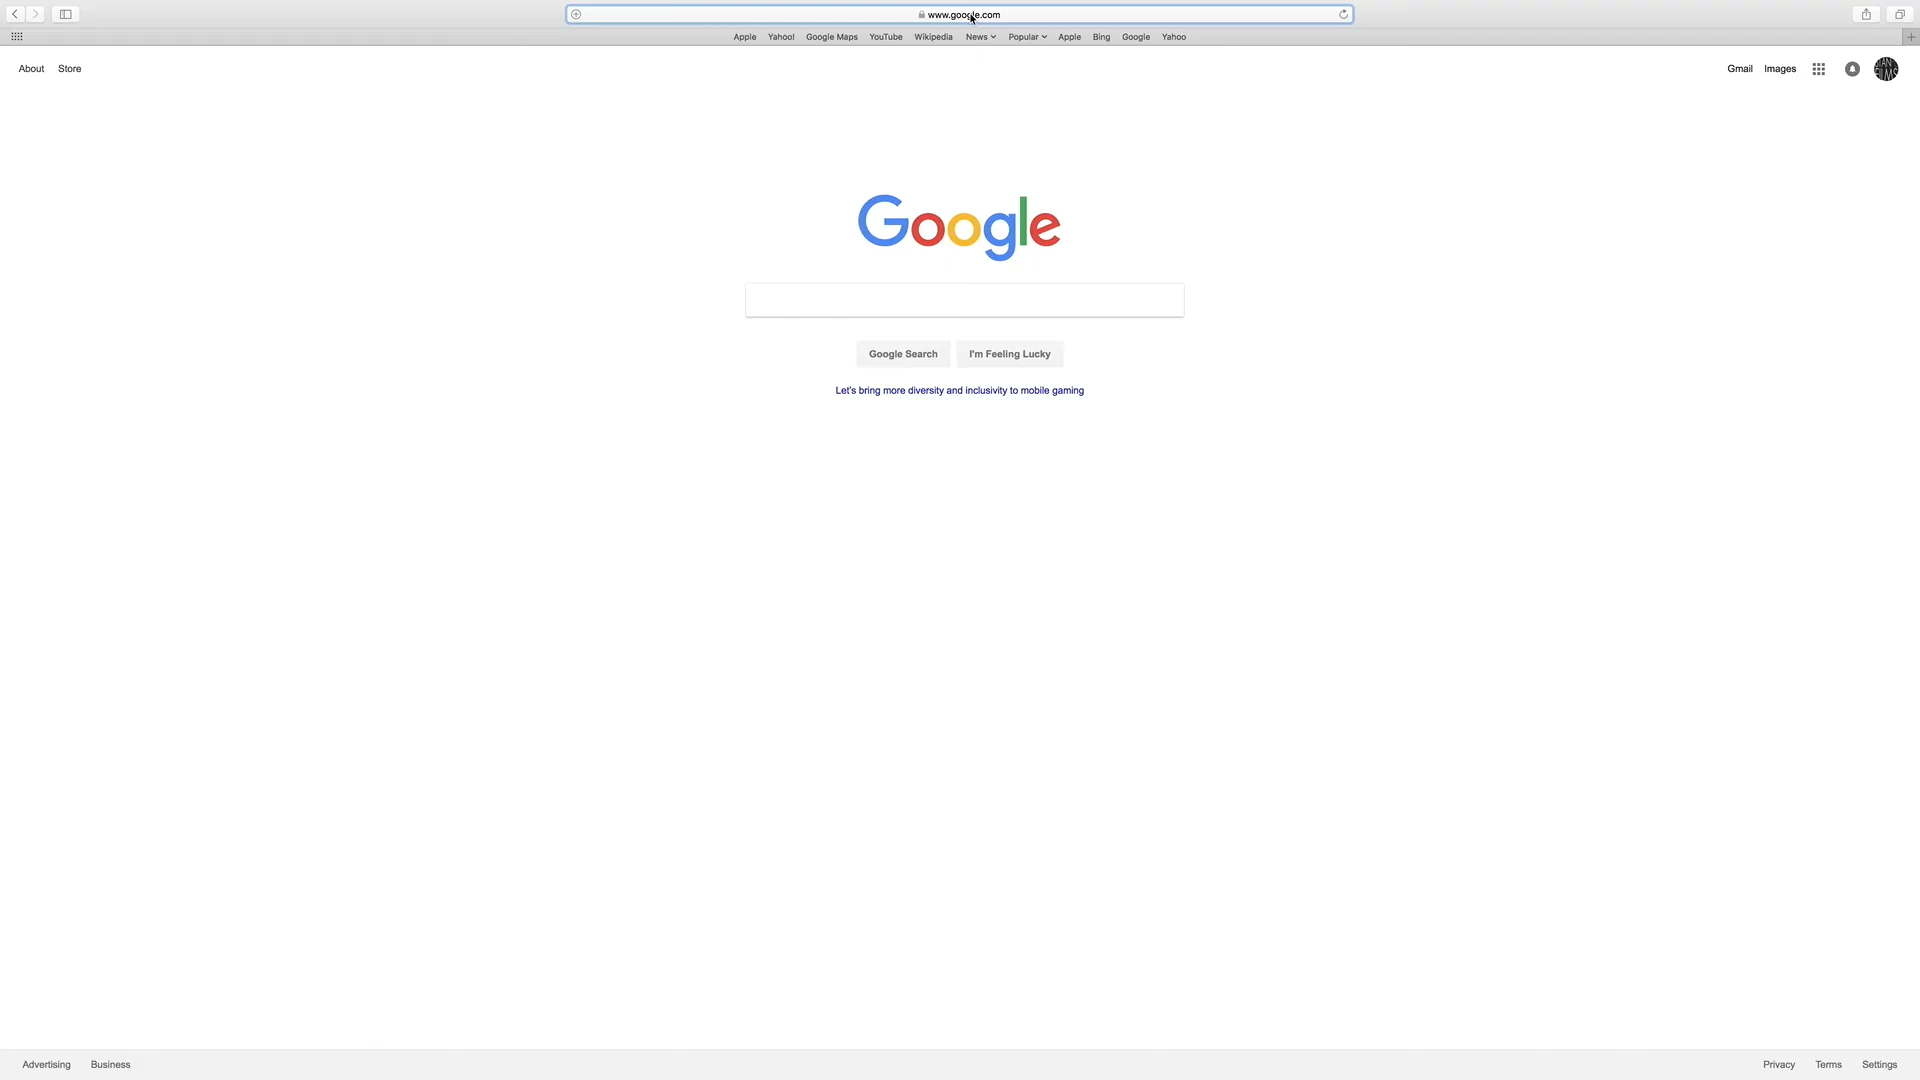 www.google.com
Apple Yahoo! Google Maps YouTube Wikipedia News Popular Apple Bing Google Yahoo
About Store Gmail Images
Google
Google Search I'm Feeling Lucky
Let's bring more diversity and inclusivity to mobile gaming
Advertising Business Privacy Terms Settings